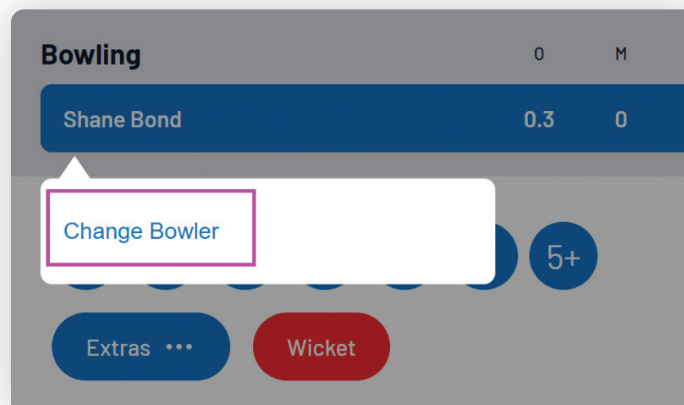 Bowling O M
Shane Bond 0.3 0
Change Bowler
5+
Extras •••
Wicket